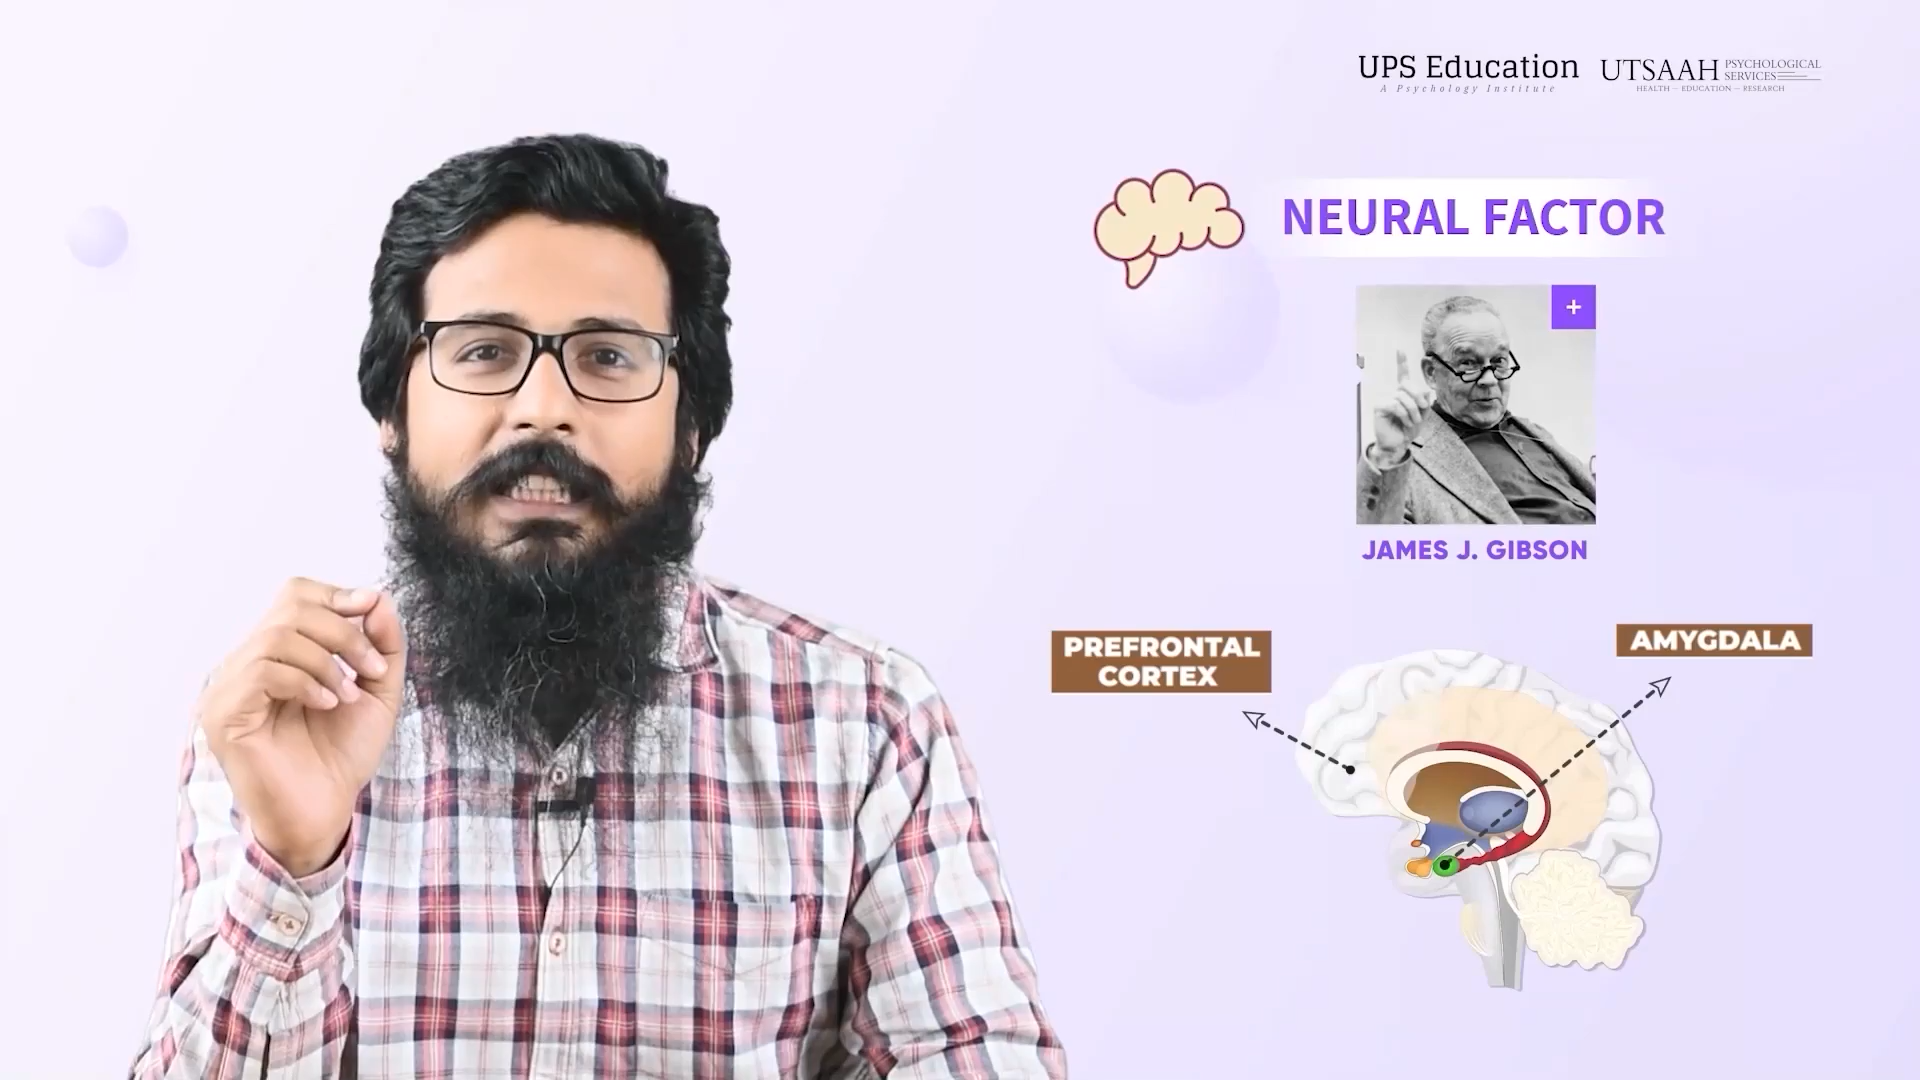 UPS Education
A Psychology Institute
UTSAAH PSYCHOLOGICAL SERVICES
HEALTH – EDUCATION – RESEARCH
NEURAL FACTOR
+
JAMES J. GIBSON
PREFRONTAL
CORTEX
AMYGDALA